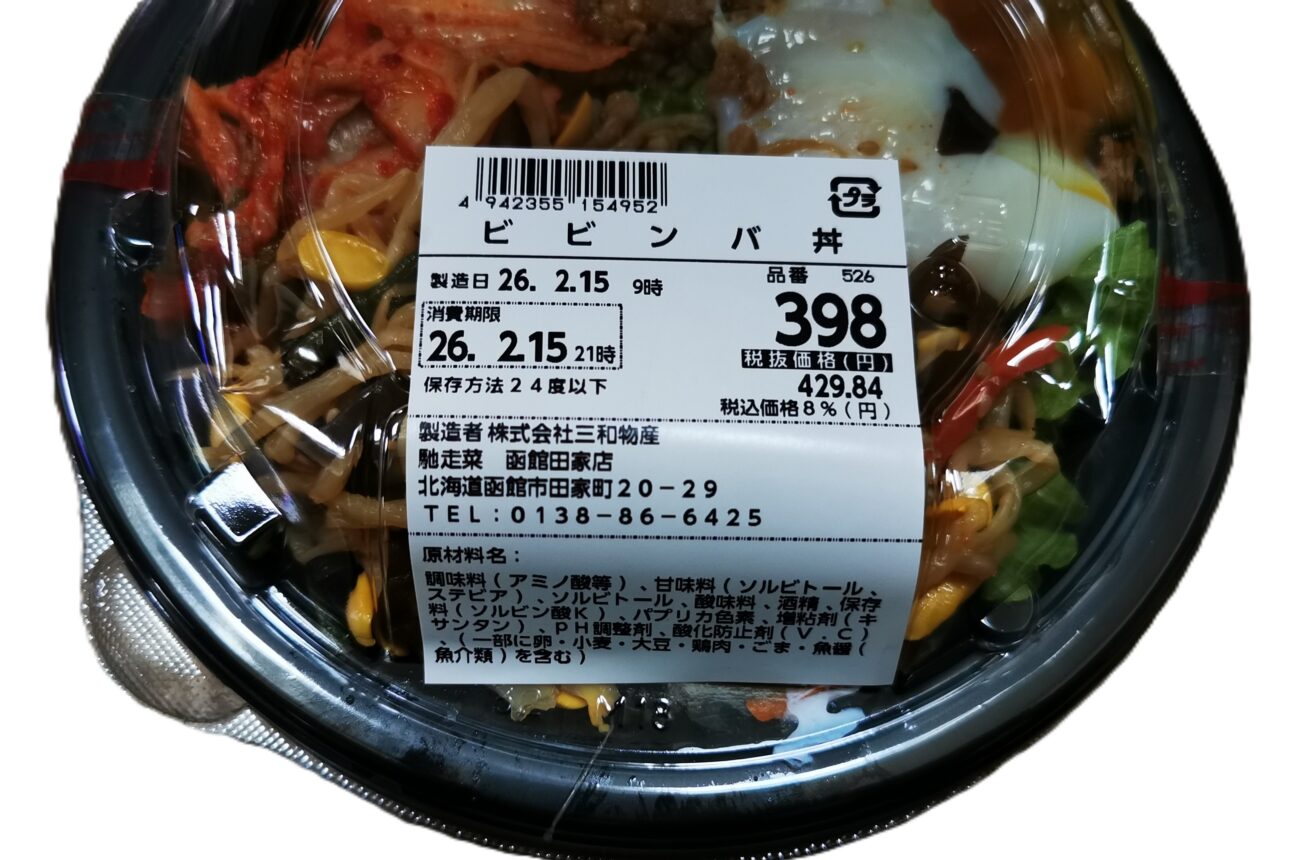 4 942355 154952
プラ
ビビンバ丼
製造日 26. 2.15 9時
品番 526
消費期限
26. 2.15 21時
398
税抜価格(円)
保存方法24度以下
429.84
税込価格8%(円)
製造者 株式会社三和物産
馳走菜 函館田家店
北海道函館市田家町20-29
TEL:0138-86-6425
原材料名:
調味料(アミノ酸等)、甘味料(ソルビトール、
ステビア)、ソルビトール、酸味料、酒精、保存
料(ソルビン酸K)、パプリカ色素、増粘剤(キ
サンタン)、pH調整剤、酸化防止剤(V.C)
、(一部に卵・小麦・大豆・鶏肉・ごま・魚醤(
魚介類)を含む)